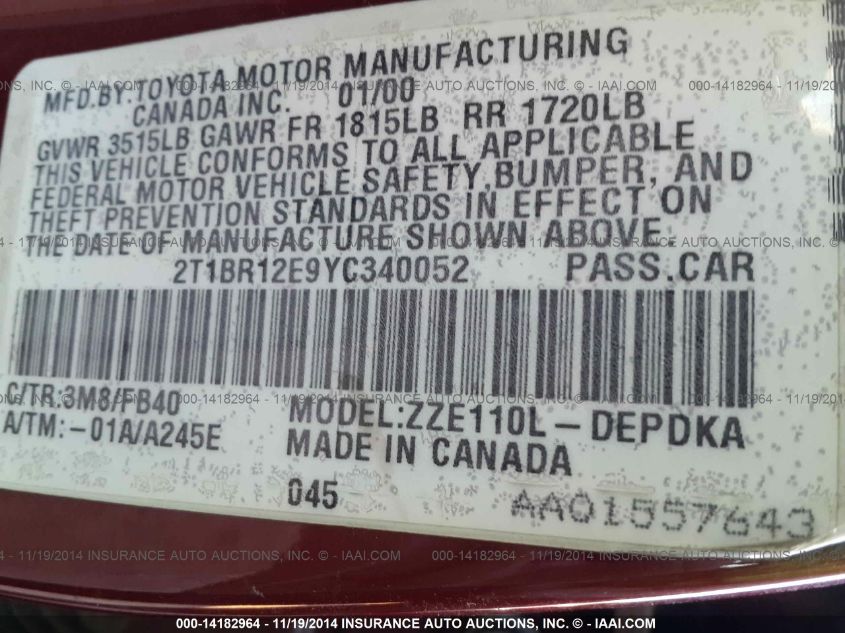 MFD.BY:TOYOTA MOTOR MANUFACTURING
CANADA INC. 01/00
GVWR 3515LB GAWR FR 1815LB RR 1720LB
THIS VEHICLE CONFORMS TO ALL APPLICABLE
FEDERAL MOTOR VEHICLE SAFETY,BUMPER, AND
THEFT PREVENTION STANDARDS IN EFFECT ON
THE DATE OF MANUFACTURE SHOWN ABOVE.
2T1BR12E9YC340052 PASS.CAR
C/TR:3M8/FB40
A/TM:-01A/A245E
MODEL:ZZE110L-DEPDKA
MADE IN CANADA
045
AA01557643
000-14182964 - 11/19/2014 INSURANCE AUTO AUCTIONS, INC. © - IAAI.COM